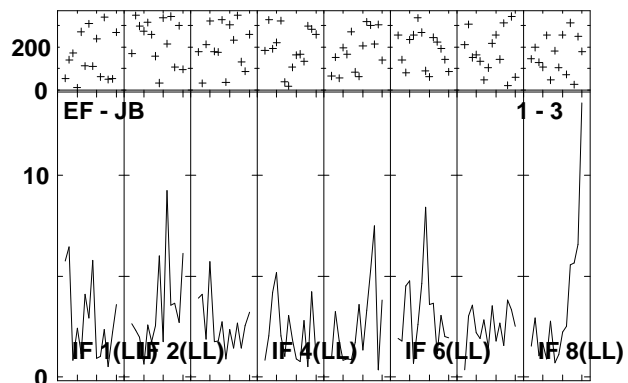 200
0
EF - JB 1 - 3
10
IF 1(LL) IF 2(LL) IF 4(LL) IF 6(LL) IF 8(LL)
0